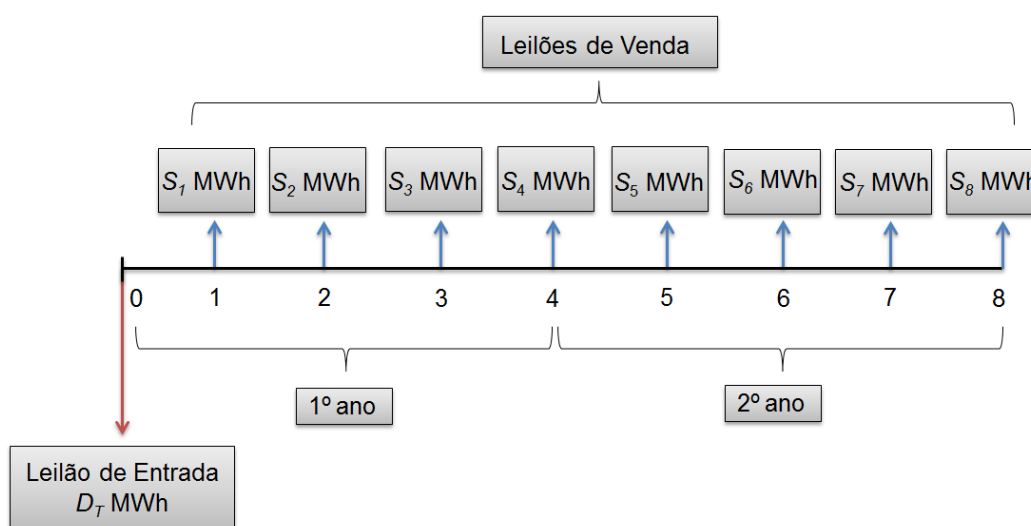 Leilões de Venda
S₁ MWh S₂ MWh S₃ MWh S₄ MWh S₅ MWh S₆ MWh S₇ MWh S₈ MWh
0 1 2 3 4 5 6 7 8
1º ano 2º ano
Leilão de Entrada
D_T MWh